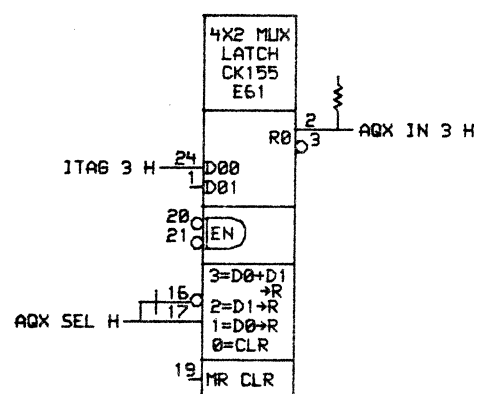 4X2 MUX
LATCH
CK155
E61
2
R0
3
AQX IN 3 H
ITAG 3 H
24
D00
1
D01
20
21
EN
3=D0+D1
→R
2=D1→R
1=D0→R
0=CLR
16
17
AQX SEL H
19
MR CLR